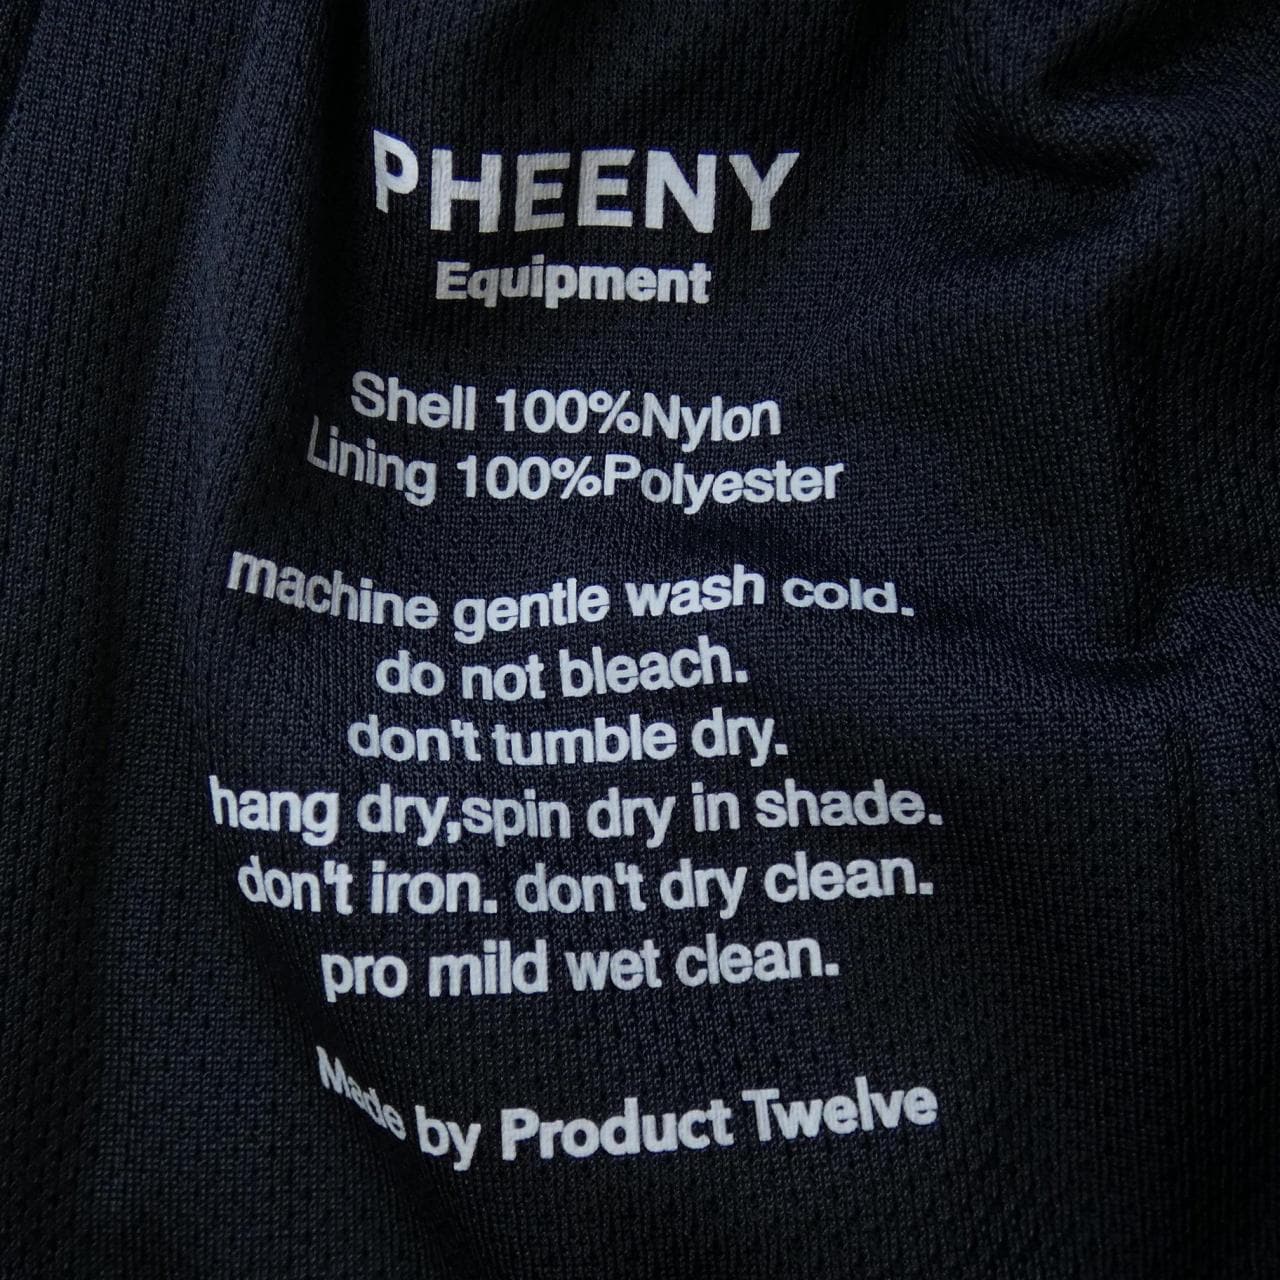 PHEENY
Equipment
Shell 100%Nylon
Lining 100%Polyester
machine gentle wash cold.
do not bleach.
don't tumble dry.
hang dry,spin dry in shade.
don't iron. don't dry clean.
pro mild wet clean.
Made by Product Twelve